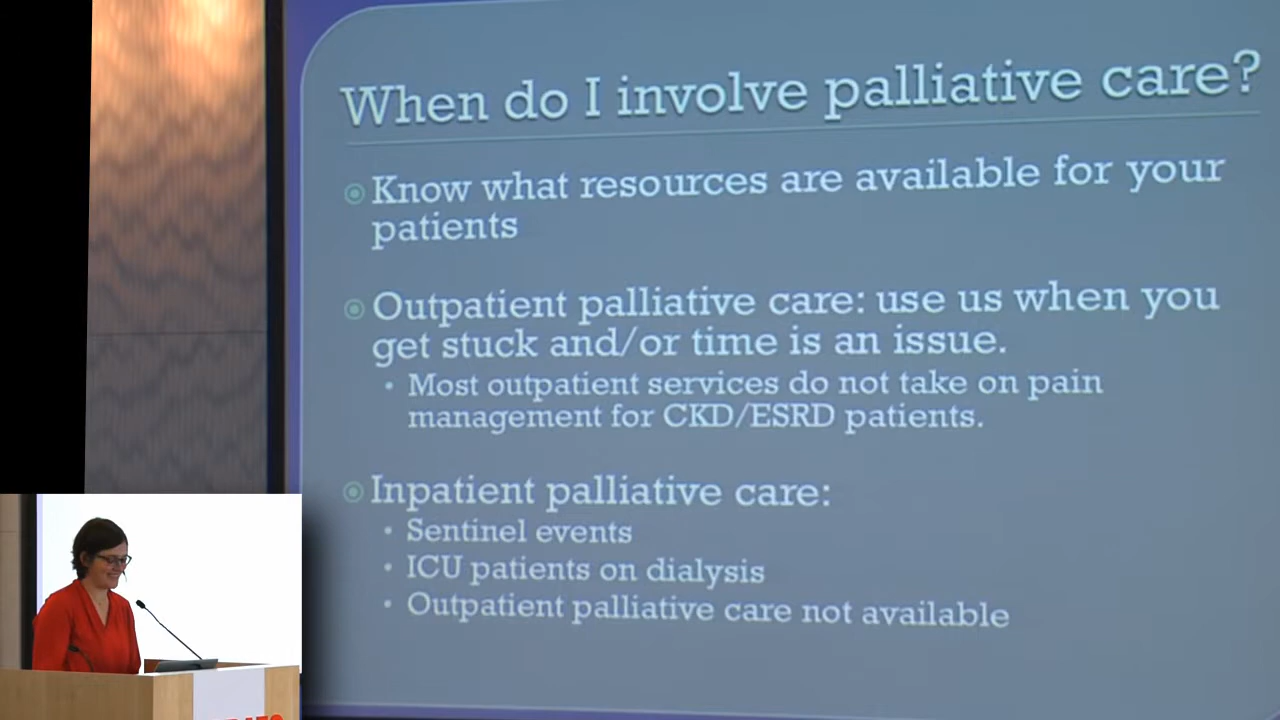 When do I involve palliative care?
Know what resources are available for your
patients
Outpatient palliative care: use us when you
get stuck and/or time is an issue.
Most outpatient services do not take on pain
management for CKD/ESRD patients.
Inpatient palliative care:
Sentinel events
ICU patients on dialysis
Outpatient palliative care not available